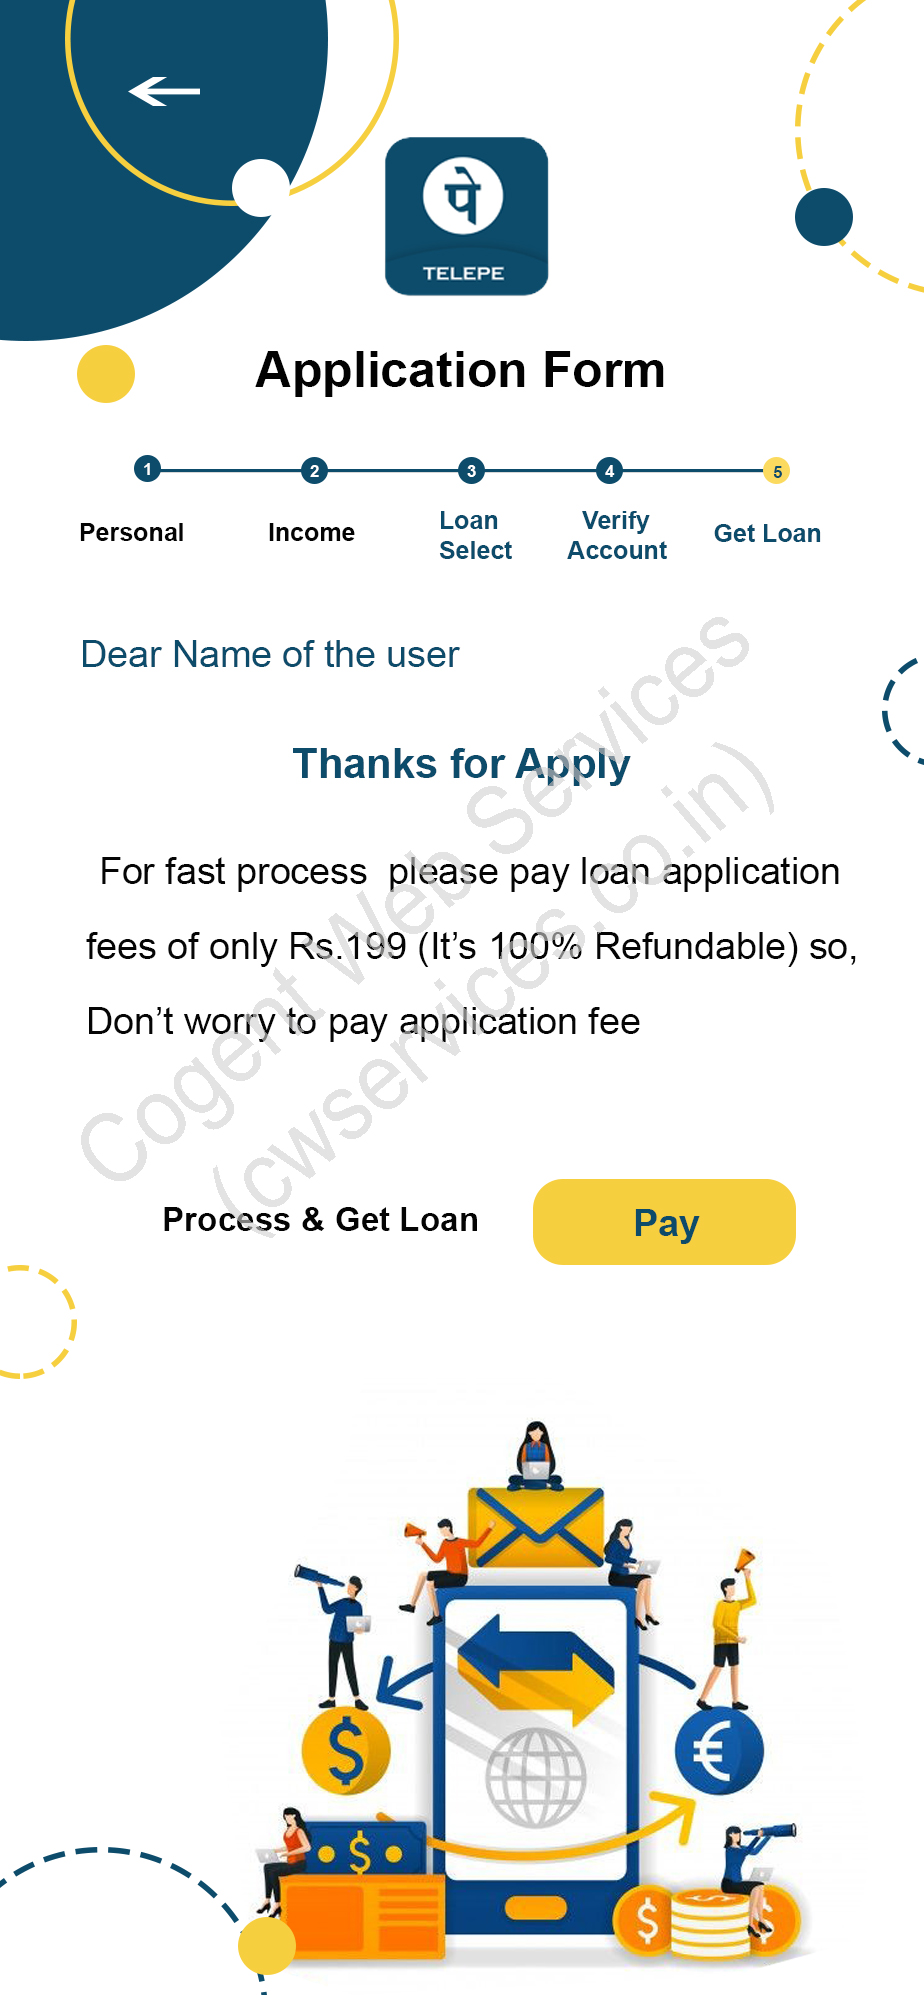 पे
TELEPE
Application Form
1 2 3 4 5
Personal Income Loan Select Verify Account Get Loan
Dear Name of the user
Thanks for Apply
For fast process please pay loan application
fees of only Rs.199 (It’s 100% Refundable) so,
Don’t worry to pay application fee
Cogent Web Services
(cwservices.co.in)
Process & Get Loan Pay
$ €
$
$ $ $